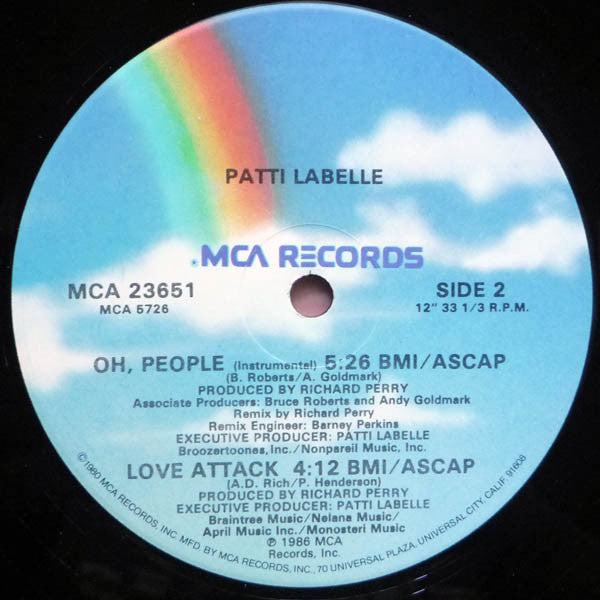 PATTI LABELLE
MCA RECORDS
MCA 23651
MCA 5726
SIDE 2
12" 33 1/3 R.P.M.
OH, PEOPLE (Instrumental) 5:26 BMI/ASCAP
(B. Roberts/A. Goldmark)
PRODUCED BY RICHARD PERRY
Associate Producers: Bruce Roberts and Andy Goldmark
Remix by Richard Perry
Remix Engineer: Barney Perkins
EXECUTIVE PRODUCER: PATTI LABELLE
Broozertoones, Inc./Nonpareil Music, Inc.
LOVE ATTACK 4:12 BMI/ASCAP
(A.D. Rich/P. Henderson)
PRODUCED BY RICHARD PERRY
EXECUTIVE PRODUCER: PATTI LABELLE
Braintree Music/Nelana Music/
April Music Inc./Monosteri Music
℗ 1986 MCA
Records, Inc.
©1980 MCA RECORDS, INC. MFD. BY MCA RECORDS, INC., 70 UNIVERSAL PLAZA, UNIVERSAL CITY, CALIF. 91608